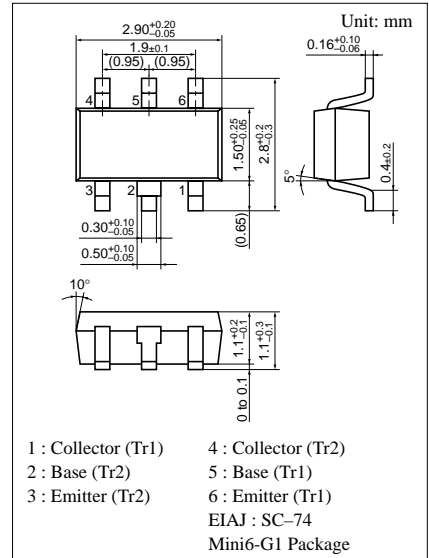 Unit: mm
2.90+0.20 −0.05
1.9±0.1
(0.95) (0.95)
0.16+0.10 −0.06
4 5 6
1.50+0.25 −0.05
2.8+0.2 −0.3
5°
0.4±0.2
3 2 1
(0.65)
0.30+0.10 −0.05
0.50+0.10 −0.05
10°
1.1+0.2 −0.1
1.1+0.3 −0.1
0 to 0.1
1 : Collector (Tr1) 4 : Collector (Tr2)
2 : Base (Tr2) 5 : Base (Tr1)
3 : Emitter (Tr2) 6 : Emitter (Tr1)
EIAJ : SC–74
Mini6-G1 Package